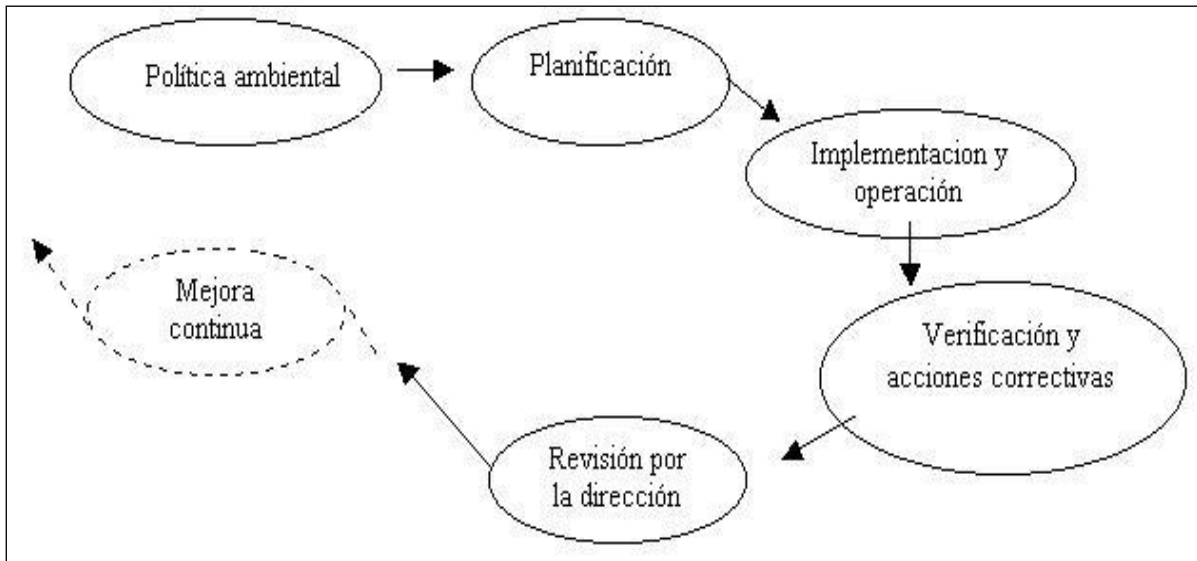 Política ambiental
Planificación
Implementacion y
operación
Verificación y
acciones correctivas
Revisión por
la dirección
Mejora
continua